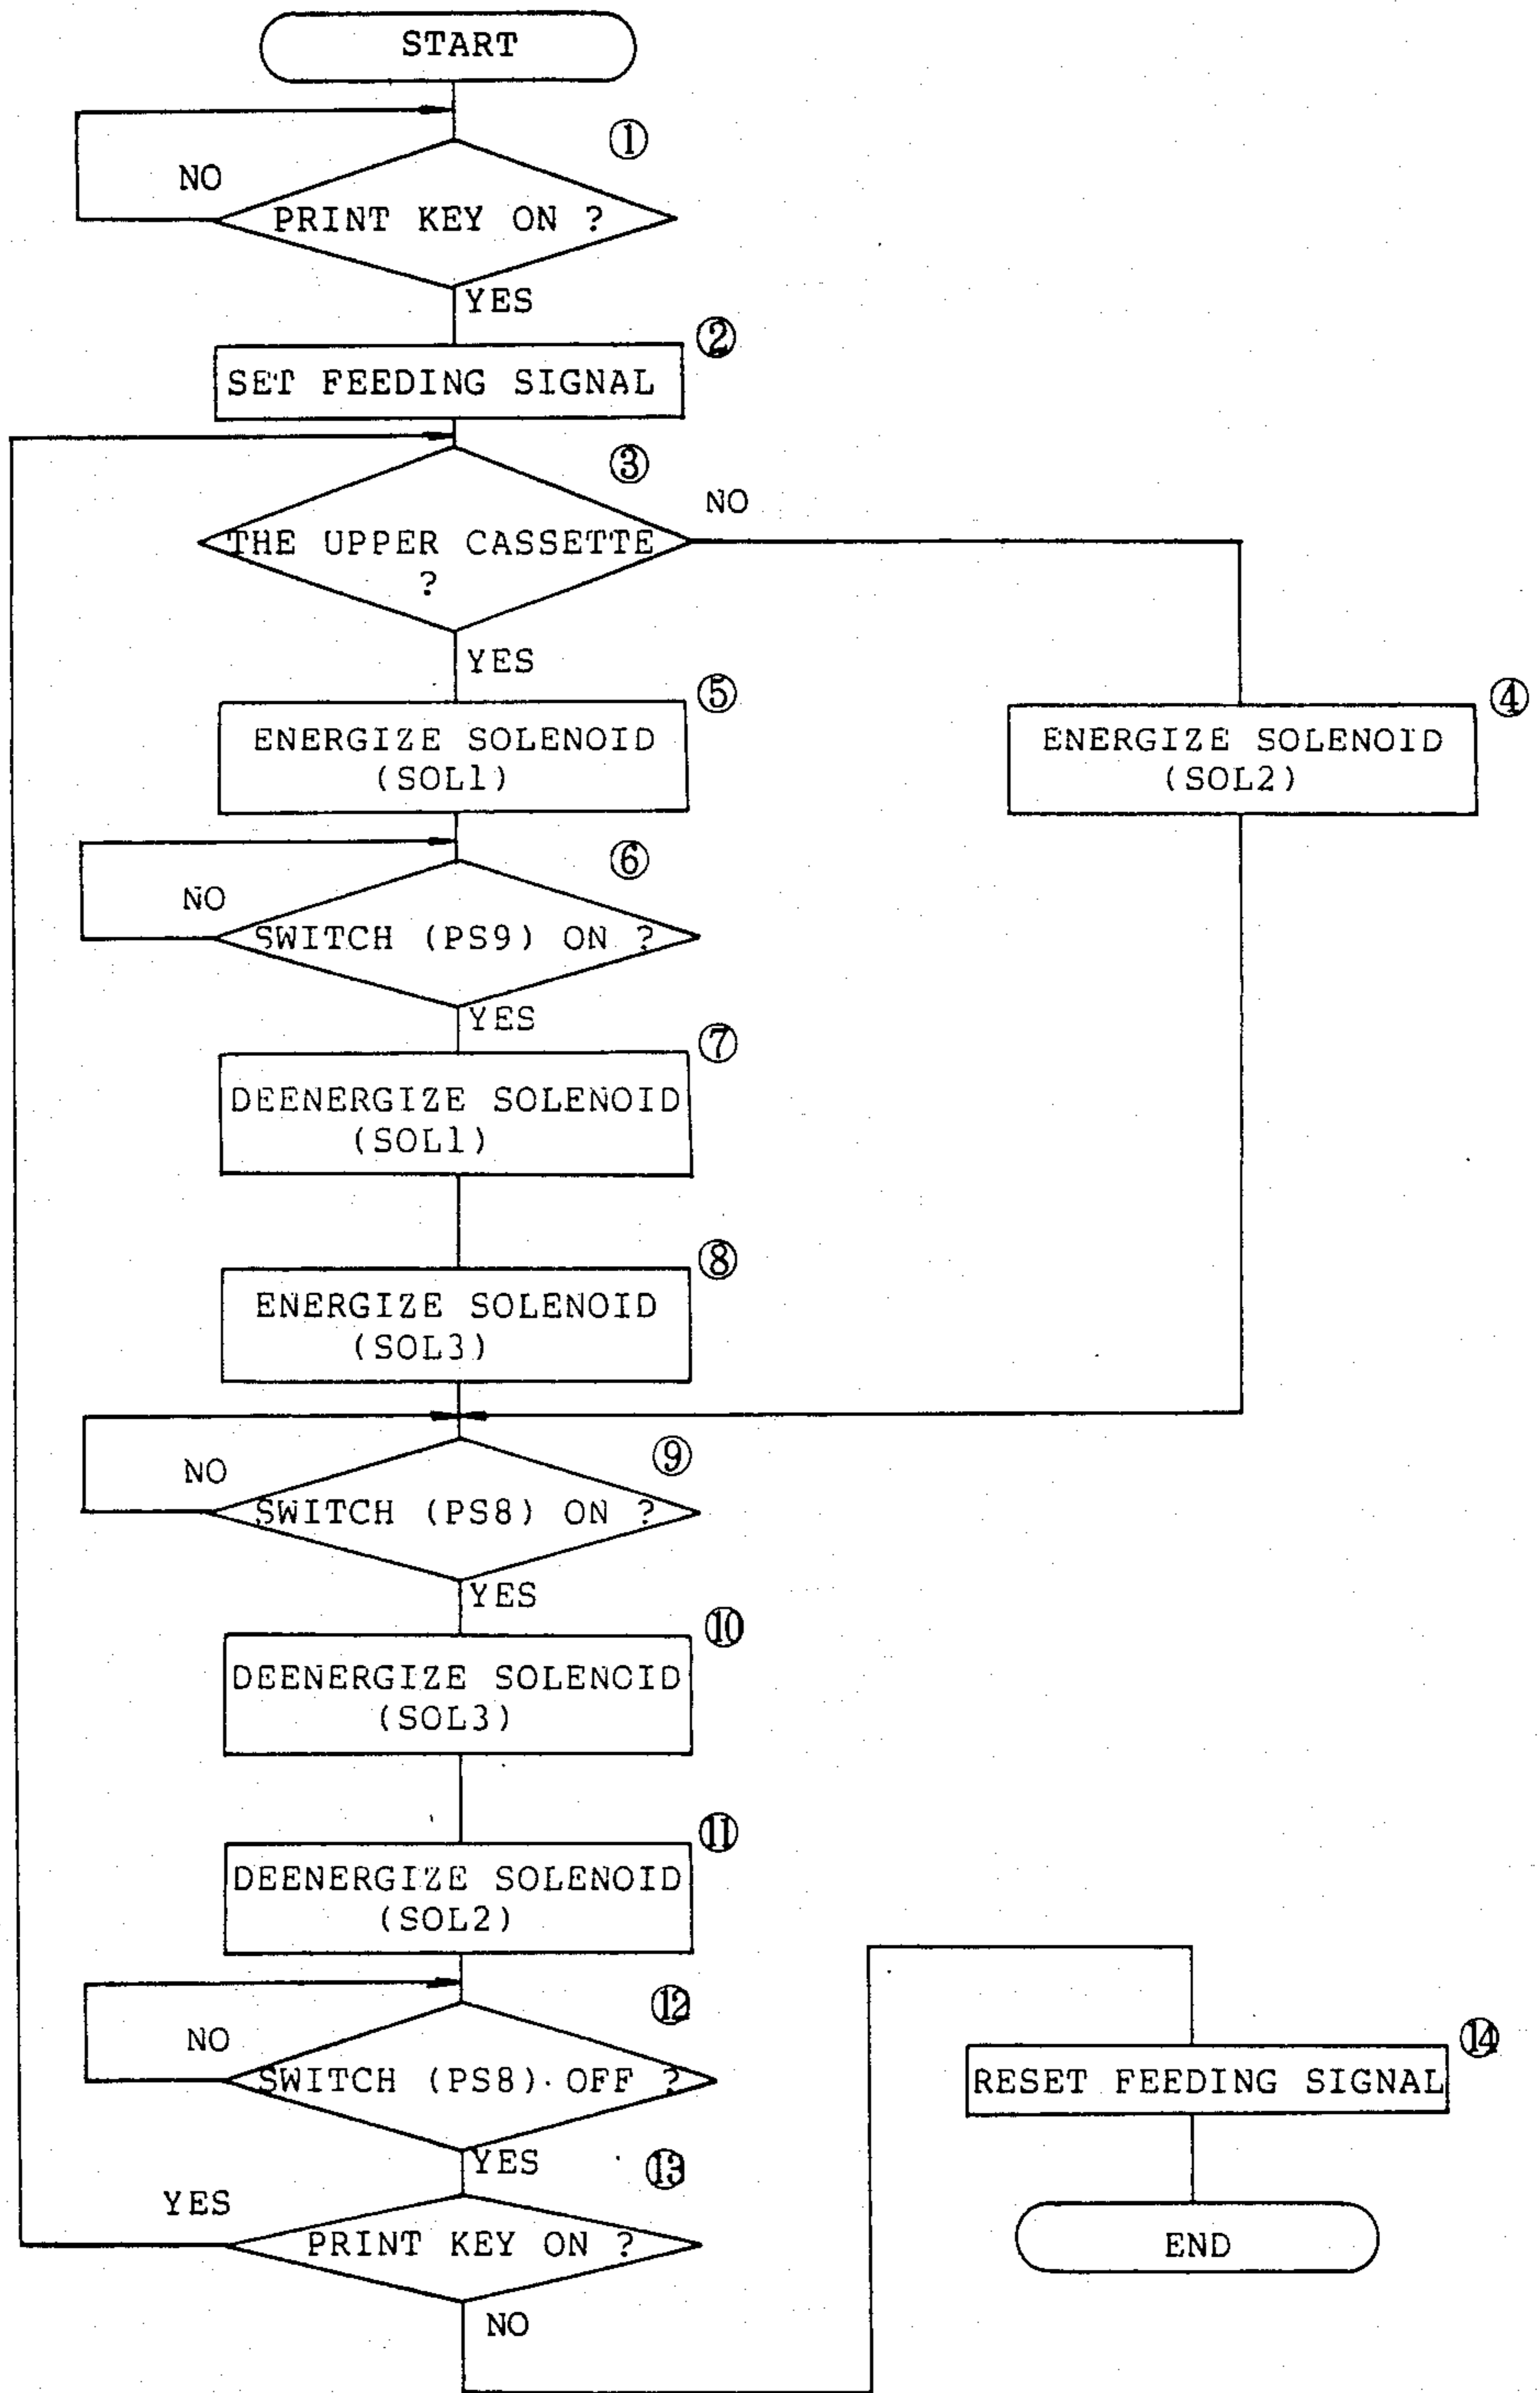 START
①
NO
PRINT KEY ON ?
YES
②
SET FEEDING SIGNAL
③
NO
THE UPPER CASSETTE
?
YES
⑤
ENERGIZE SOLENOID
(SOL1)
④
ENERGIZE SOLENOID
(SOL2)
⑥
NO
SWITCH (PS9) ON ?
YES
⑦
DEENERGIZE SOLENOID
(SOL1)
⑧
ENERGIZE SOLENOID
(SOL3)
⑨
NO
SWITCH (PS8) ON ?
YES
⑩
DEENERGIZE SOLENOID
(SOL3)
⑪
DEENERGIZE SOLENOID
(SOL2)
⑫
NO
SWITCH (PS8) OFF ?
YES
⑬
YES
PRINT KEY ON ?
NO
⑭
RESET FEEDING SIGNAL
END